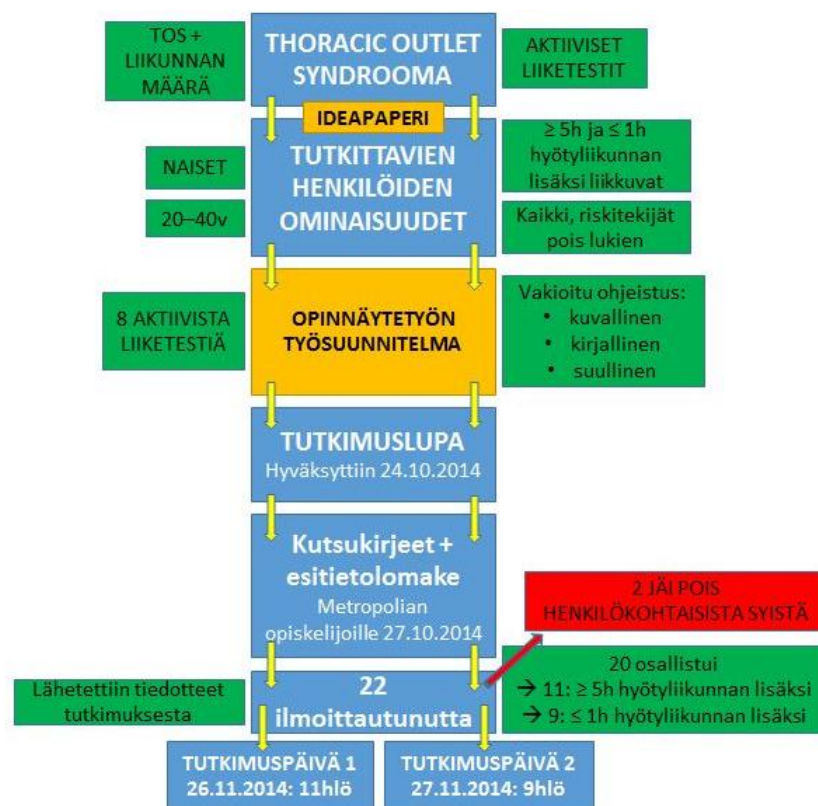 TOS +
LIIKUNNAN
MÄÄRÄ
THORACIC OUTLET
SYNDROOMA
AKTIIVISET
LIIKETESTIT
IDEAPAPERI
NAISET
20–40v
TUTKITTAVIEN
HENKILÖIDEN
OMINAISUUDET
≥ 5h ja ≤ 1h
hyötyliikunnan
lisäksi liikkuvat
Kaikki, riskitekijät
pois lukien
8 AKTIIVISTA
LIIKETESTIÄ
OPINNÄYTETYÖN
TYÖSUUNNITELMA
Vakioitu ohjeistus:
• kuvallinen
• kirjallinen
• suullinen
TUTKIMUSLUPA
Hyväksyttiin 24.10.2014
Kutsukirjeet +
esitietolomake
Metropolian
opiskelijoille 27.10.2014
2 JÄI POIS
HENKILÖKOHTAISISTA SYISTÄ
Lähetettiin tiedotteet
tutkimuksesta
22
ilmoittautunutta
20 osallistui
→ 11: ≥ 5h hyötyliikunnan lisäksi
→ 9: ≤ 1h hyötyliikunnan lisäksi
TUTKIMUSPÄIVÄ 1
26.11.2014: 11hlö
TUTKIMUSPÄIVÄ 2
27.11.2014: 9hlö